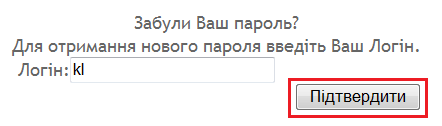 Забули Ваш пароль?
Для отримання нового пароля введіть Ваш Логін.
Логін: kl
Підтвердити